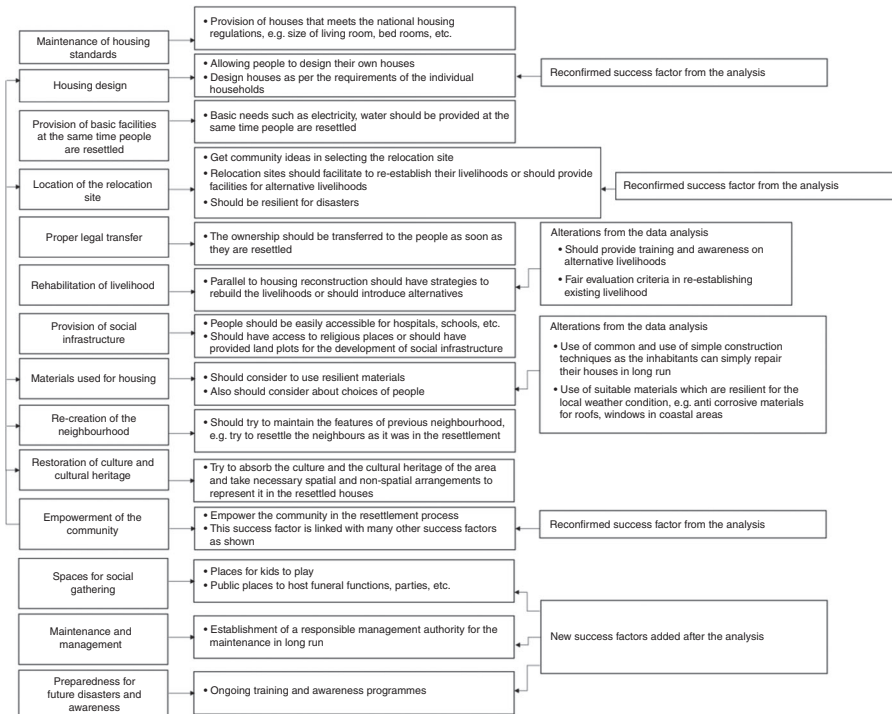 Maintenance of housing
standards
• Provision of houses that meets the national housing
regulations, e.g. size of living room, bed rooms, etc.
Housing design
• Allowing people to design their own houses
• Design houses as per the requirements of the individual
households
Reconfirmed success factor from the analysis
Provision of basic facilities
at the same time people
are resettled
• Basic needs such as electricity, water should be provided at the
same time people are resettled
Location of the relocation
site
• Get community ideas in selecting the relocation site
• Relocation sites should facilitate to re-establish their livelihoods or should provide
facilities for alternative livelihoods
• Should be resilient for disasters
Reconfirmed success factor from the analysis
Proper legal transfer
• The ownership should be transferred to the people as soon as
they are resettled
Rehabilitation of livelihood
• Parallel to housing reconstruction should have strategies to
rebuild the livelihoods or should introduce alternatives
Alterations from the data analysis
• Should provide training and awareness on
alternative livelihoods
• Fair evaluation criteria in re-establishing
existing livelihood
Provision of social
infrastructure
• People should be easily accessible for hospitals, schools, etc.
• Should have access to religious places or should have
provided land plots for the development of social infrastructure
Materials used for housing
• Should consider to use resilient materials
• Also should consider about choices of people
Alterations from the data analysis
• Use of common and use of simple construction
techniques as the inhabitants can simply repair
their houses in long run
• Use of suitable materials which are resilient for the
local weather condition, e.g. anti corrosive materials
for roofs, windows in coastal areas
Re-creation of the
neighbourhood
• Should try to maintain the features of previous neighbourhood,
e.g. try to resettle the neighbours as it was in the resettlement
Restoration of culture and
cultural heritage
• Try to absorb the culture and the cultural heritage of the area
and take necessary spatial and non-spatial arrangements to
represent it in the resettled houses
Empowerment of the
community
• Empower the community in the resettlement process
• This success factor is linked with many other success factors
as shown
Reconfirmed success factor from the analysis
Spaces for social
gathering
• Places for kids to play
• Public places to host funeral functions, parties, etc.
Maintenance and
management
• Establishment of a responsible management authority for the
maintenance in long run
New success factors added after the analysis
Preparedness for
future disasters and
awareness
• Ongoing training and awareness programmes